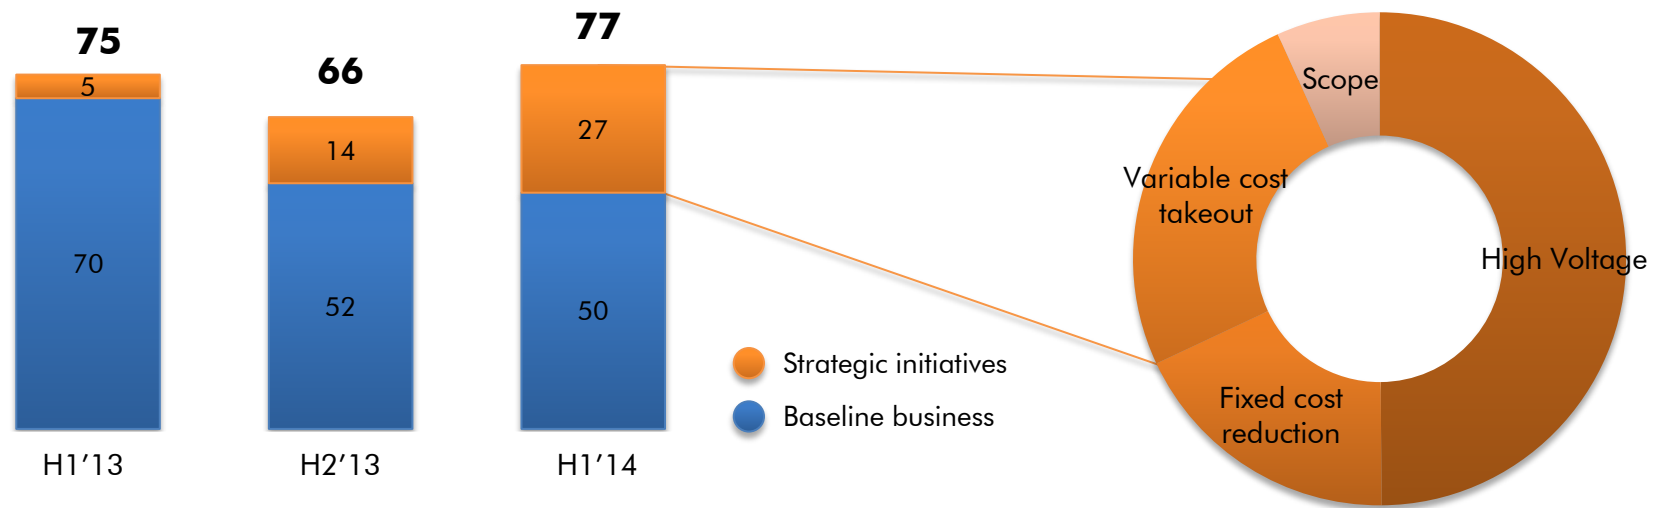 75
66
77
5
14
27
70
52
50
H1’13
H2’13
H1’14
Strategic initiatives
Baseline business
Scope
Variable cost
takeout
High Voltage
Fixed cost
reduction